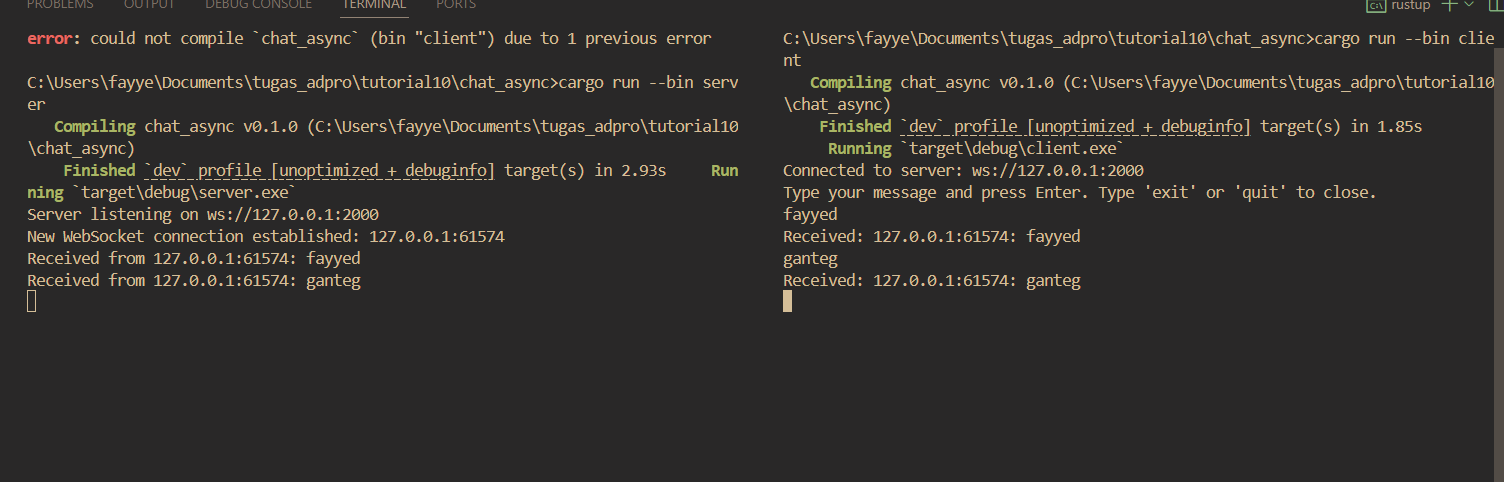 PROBLEMS OUTPUT DEBUG CONSOLE TERMINAL PORTS rustup
error: could not compile `chat_async` (bin "client") due to 1 previous error
C:\Users\fayye\Documents\tugas_adpro\tutorial10\chat_async>cargo run --bin serv
er
Compiling chat_async v0.1.0 (C:\Users\fayye\Documents\tugas_adpro\tutorial10
\chat_async)
Finished `dev` profile [unoptimized + debuginfo] target(s) in 2.93s Run
ning `target\debug\server.exe`
Server listening on ws://127.0.0.1:2000
New WebSocket connection established: 127.0.0.1:61574
Received from 127.0.0.1:61574: fayyed
Received from 127.0.0.1:61574: ganteg
C:\Users\fayye\Documents\tugas_adpro\tutorial10\chat_async>cargo run --bin clie
nt
Compiling chat_async v0.1.0 (C:\Users\fayye\Documents\tugas_adpro\tutorial10
\chat_async)
Finished `dev` profile [unoptimized + debuginfo] target(s) in 1.85s
Running `target\debug\client.exe`
Connected to server: ws://127.0.0.1:2000
Type your message and press Enter. Type 'exit' or 'quit' to close.
fayyed
Received: 127.0.0.1:61574: fayyed
ganteg
Received: 127.0.0.1:61574: ganteg